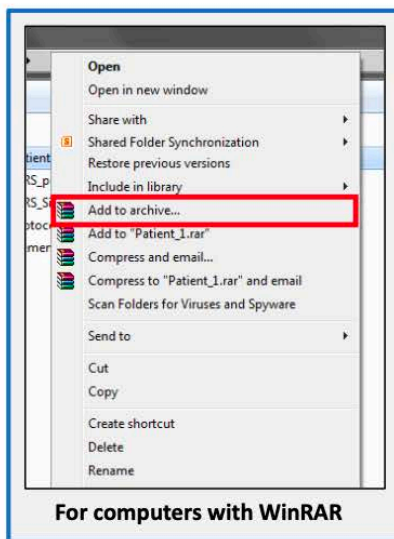 Open
Open in new window
Share with
S Shared Folder Synchronization
Restore previous versions
Include in library
Add to archive...
Add to "Patient_1.rar"
Compress and email...
Compress to "Patient_1.rar" and email
Scan Folders for Viruses and Spyware
Send to
Cut
Copy
Create shortcut
Delete
Rename
For computers with WinRAR